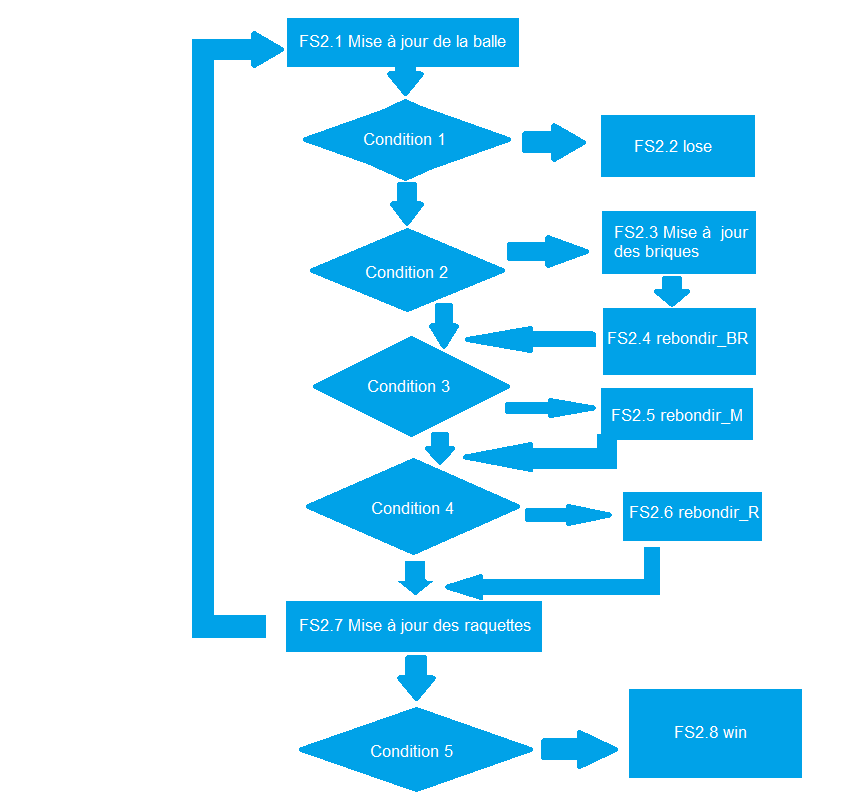 FS2.1 Mise à jour de la balle
Condition 1
FS2.2 lose
Condition 2
FS2.3 Mise à jour
des briques
FS2.4 rebondir_BR
Condition 3
FS2.5 rebondir_M
Condition 4
FS2.6 rebondir_R
FS2.7 Mise à jour des raquettes
Condition 5
FS2.8 win